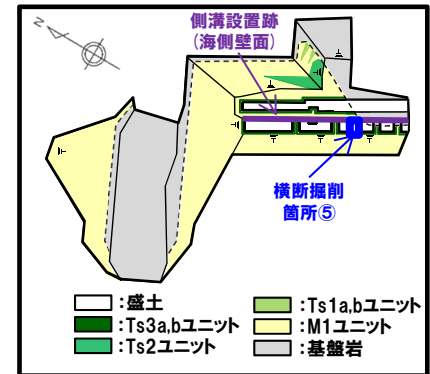 側溝設置跡
(海側壁面)
N
横断掘削
箇所⑤
:盛土
:Ts1a,bユニット
:Ts3a,bユニット
:M1ユニット
:Ts2ユニット
:基盤岩